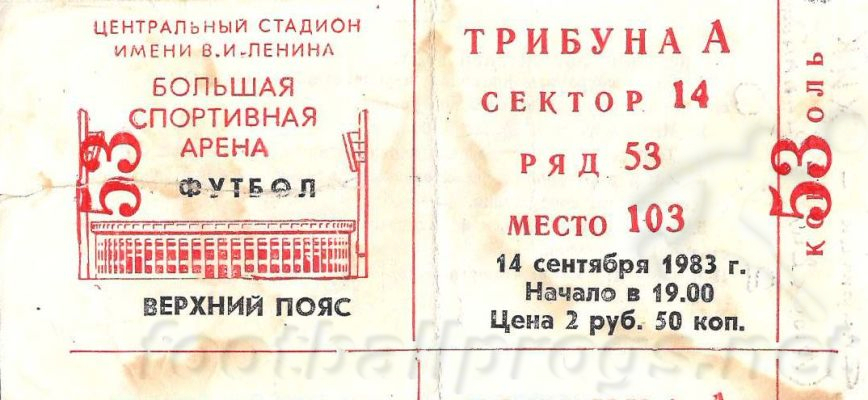 ЦЕНТРАЛЬНЫЙ СТАДИОН
ИМЕНИ В.И-ЛЕНИНА
БОЛЬШАЯ
СПОРТИВНАЯ
АРЕНА
53
ФУТБОЛ
ВЕРХНИЙ ПОЯС
ТРИБУНА А
СЕКТОР 14
РЯД 53
МЕСТО 103
14 сентября 1983 г.
Начало в 19.00
Цена 2 руб. 50 коп.
53
footballprogs.net